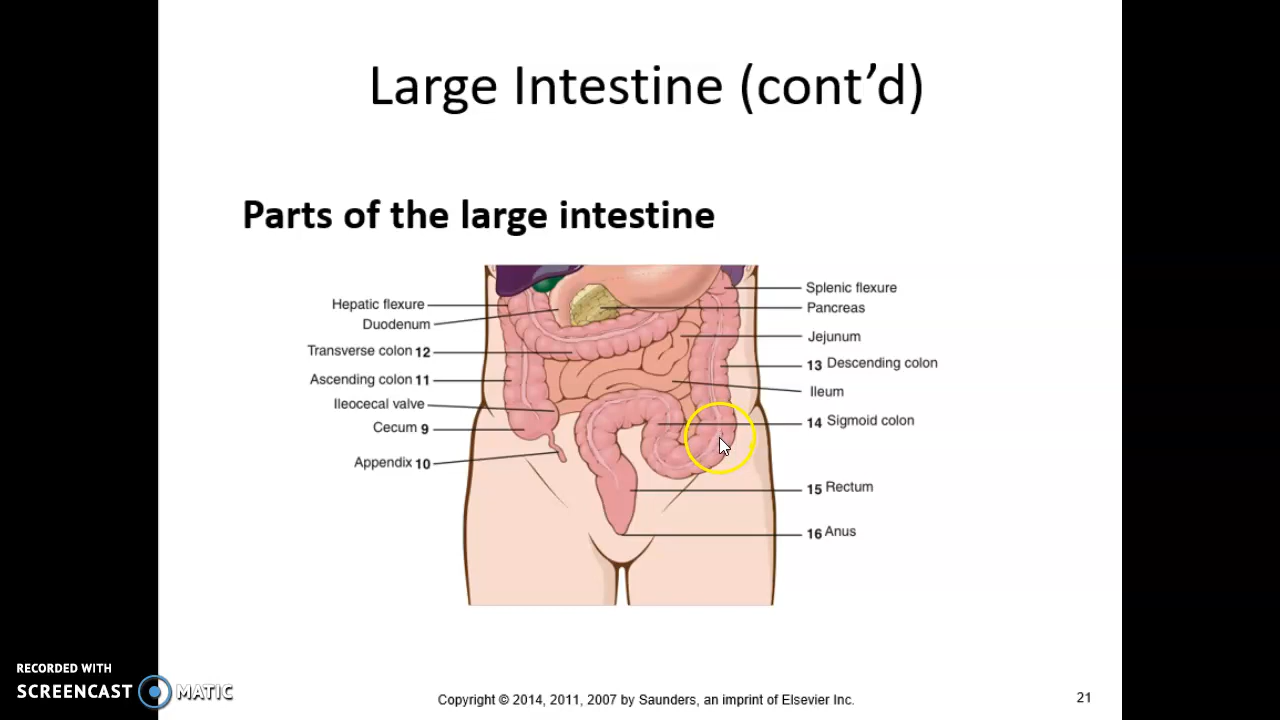 Large Intestine (cont’d)
Parts of the large intestine
Hepatic flexure
Duodenum
Transverse colon 12
Ascending colon 11
Ileocecal valve
Cecum 9
Appendix 10
Splenic flexure
Pancreas
Jejunum
13 Descending colon
Ileum
14 Sigmoid colon
15 Rectum
16 Anus
RECORDED WITH
SCREENCAST MATIC
Copyright © 2014, 2011, 2007 by Saunders, an imprint of Elsevier Inc.
21